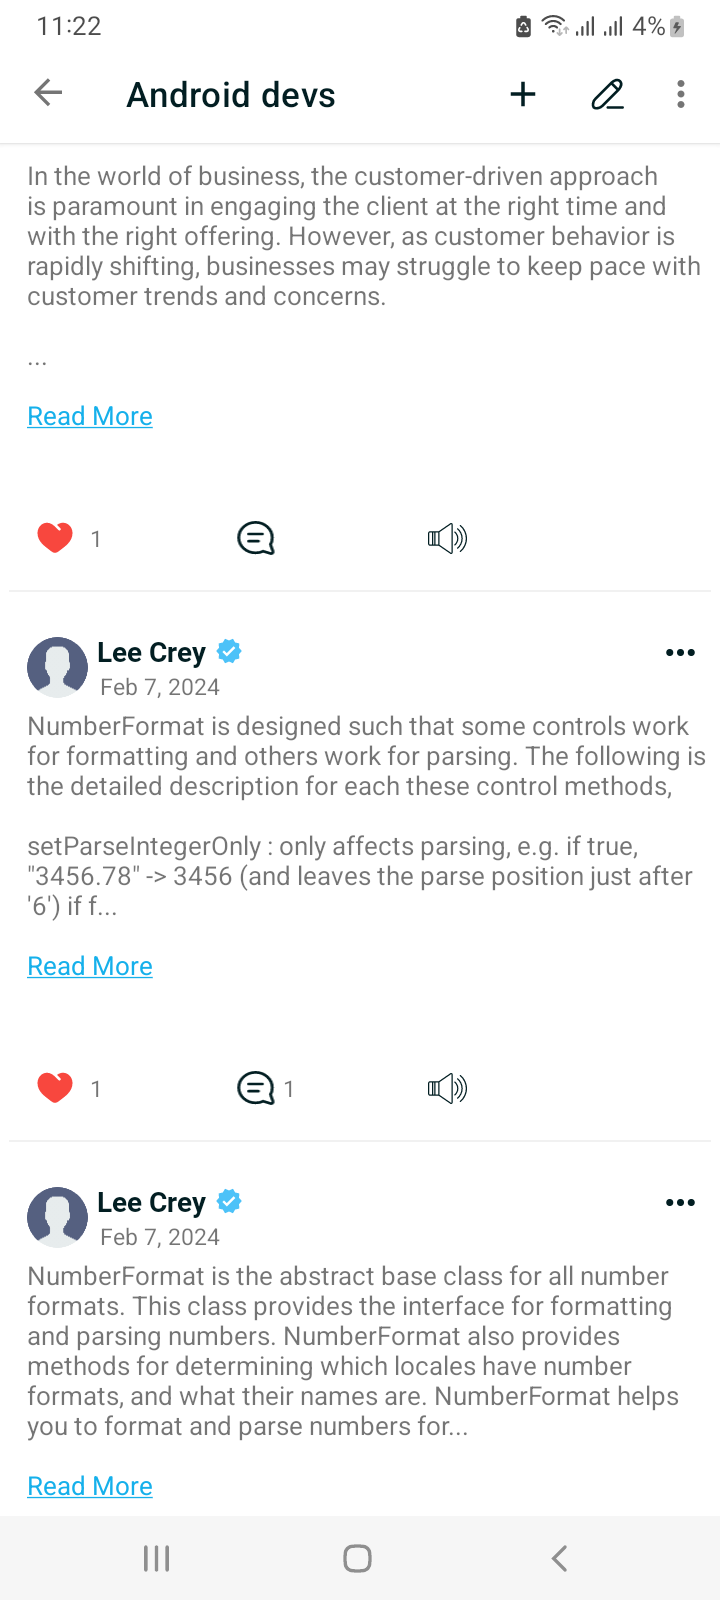 11:22
4%
Android devs
In the world of business, the customer-driven approach
is paramount in engaging the client at the right time and
with the right offering. However, as customer behavior is
rapidly shifting, businesses may struggle to keep pace with
customer trends and concerns.
...
Read More
1
Lee Crey
Feb 7, 2024
NumberFormat is designed such that some controls work
for formatting and others work for parsing. The following is
the detailed description for each these control methods,
setParseIntegerOnly : only affects parsing, e.g. if true,
"3456.78" -> 3456 (and leaves the parse position just after
'6') if f...
Read More
1 1
Lee Crey
Feb 7, 2024
NumberFormat is the abstract base class for all number
formats. This class provides the interface for formatting
and parsing numbers. NumberFormat also provides
methods for determining which locales have number
formats, and what their names are. NumberFormat helps
you to format and parse numbers for...
Read More